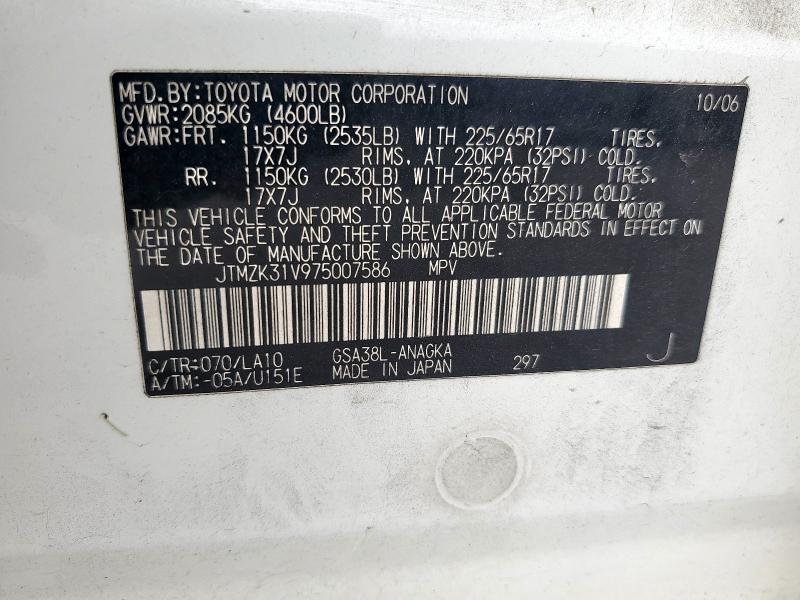 MFD.BY:TOYOTA MOTOR CORPORATION 10/06
GVWR:2085KG (4600LB)
GAWR:FRT. 1150KG (2535LB) WITH 225/65R17 TIRES,
17X7J RIMS, AT 220KPA (32PSI) COLD.
RR. 1150KG (2530LB) WITH 225/65R17 TIRES,
17X7J RIMS, AT 220KPA (32PSI) COLD.
THIS VEHICLE CONFORMS TO ALL APPLICABLE FEDERAL MOTOR
VEHICLE SAFETY AND THEFT PREVENTION STANDARDS IN EFFECT ON
THE DATE OF MANUFACTURE SHOWN ABOVE.
JTMZK31V975007586 MPV
C/TR:070/LA10 GSA38L-ANAGKA
A/TM:-05A/U151E MADE IN JAPAN 297 J